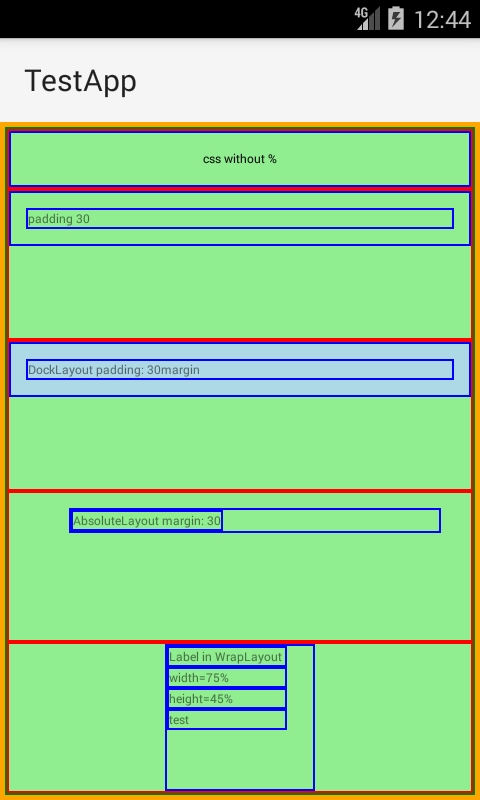 4G 12:44
TestApp
css without %
padding 30
DockLayout padding: 30margin
AbsoluteLayout margin: 30
Label in WrapLayout
width=75%
height=45%
test